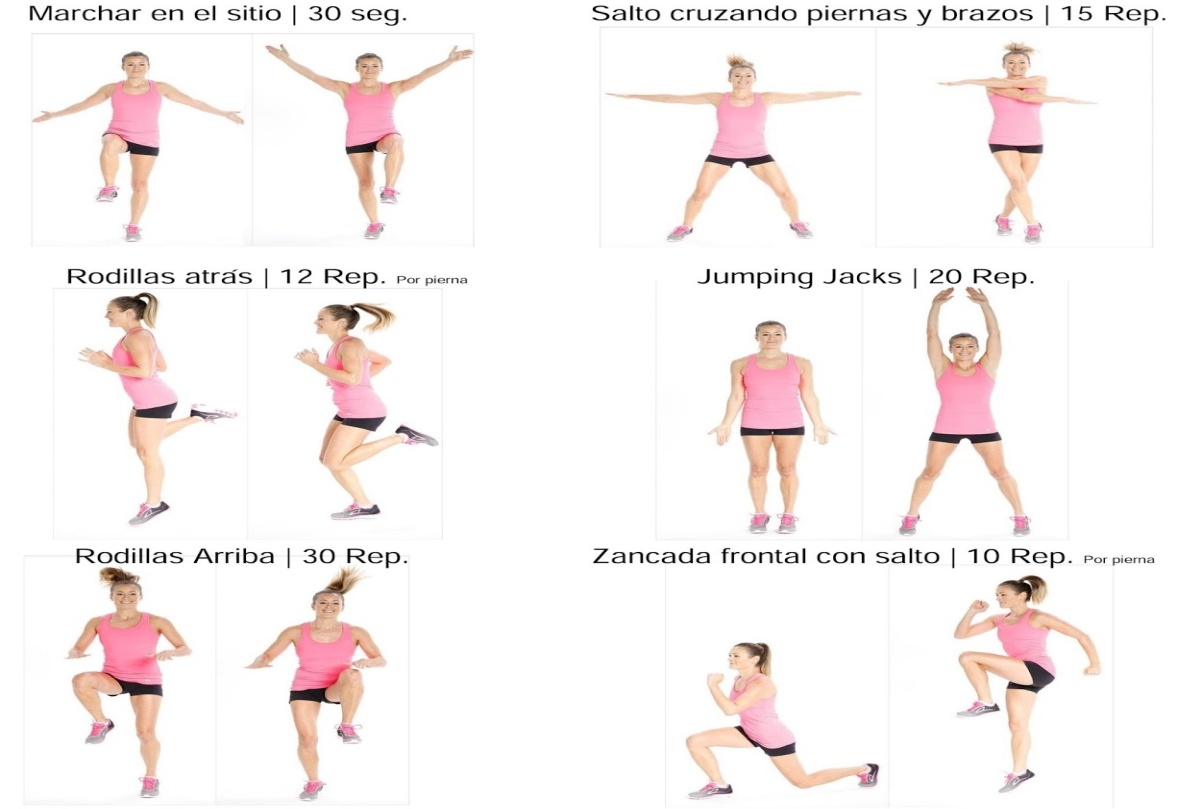 Marchar en el sitio | 30 seg.
Salto cruzando piernas y brazos | 15 Rep.
Rodillas atrás | 12 Rep. Por pierna
Jumping Jacks | 20 Rep.
Rodillas Arriba | 30 Rep.
Zancada frontal con salto | 10 Rep. Por pierna